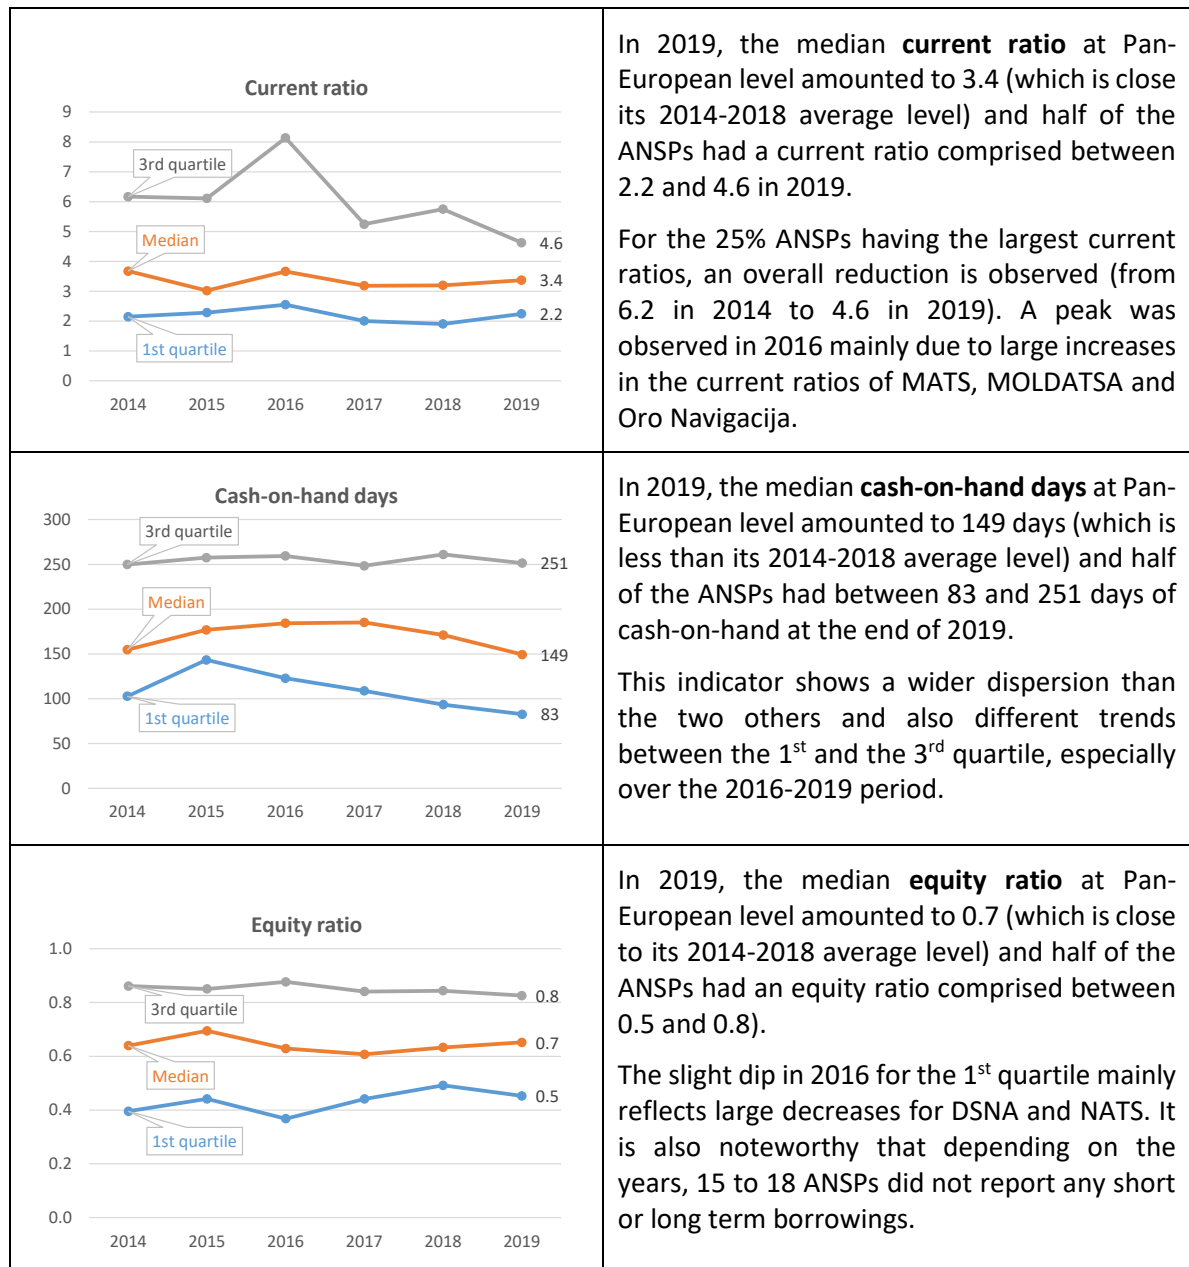 Current ratio
9
8
7
6
5
4
3
2
1
0
3rd quartile
Median
1st quartile
4.6
3.4
2.2
2014 2015 2016 2017 2018 2019
In 2019, the median current ratio at Pan-
European level amounted to 3.4 (which is close
its 2014-2018 average level) and half of the
ANSPs had a current ratio comprised between
2.2 and 4.6 in 2019.
For the 25% ANSPs having the largest current
ratios, an overall reduction is observed (from
6.2 in 2014 to 4.6 in 2019). A peak was
observed in 2016 mainly due to large increases
in the current ratios of MATS, MOLDATSA and
Oro Navigacija.
Cash-on-hand days
300
250
200
150
100
50
0
3rd quartile
Median
1st quartile
251
149
83
2014 2015 2016 2017 2018 2019
In 2019, the median cash-on-hand days at Pan-
European level amounted to 149 days (which is
less than its 2014-2018 average level) and half
of the ANSPs had between 83 and 251 days of
cash-on-hand at the end of 2019.
This indicator shows a wider dispersion than
the two others and also different trends
between the 1st and the 3rd quartile, especially
over the 2016-2019 period.
Equity ratio
1.0
0.8
0.6
0.4
0.2
0.0
3rd quartile
Median
1st quartile
0.8
0.7
0.5
2014 2015 2016 2017 2018 2019
In 2019, the median equity ratio at Pan-
European level amounted to 0.7 (which is close
to its 2014-2018 average level) and half of the
ANSPs had an equity ratio comprised between
0.5 and 0.8).
The slight dip in 2016 for the 1st quartile mainly
reflects large decreases for DSNA and NATS. It
is also noteworthy that depending on the
years, 15 to 18 ANSPs did not report any short
or long term borrowings.